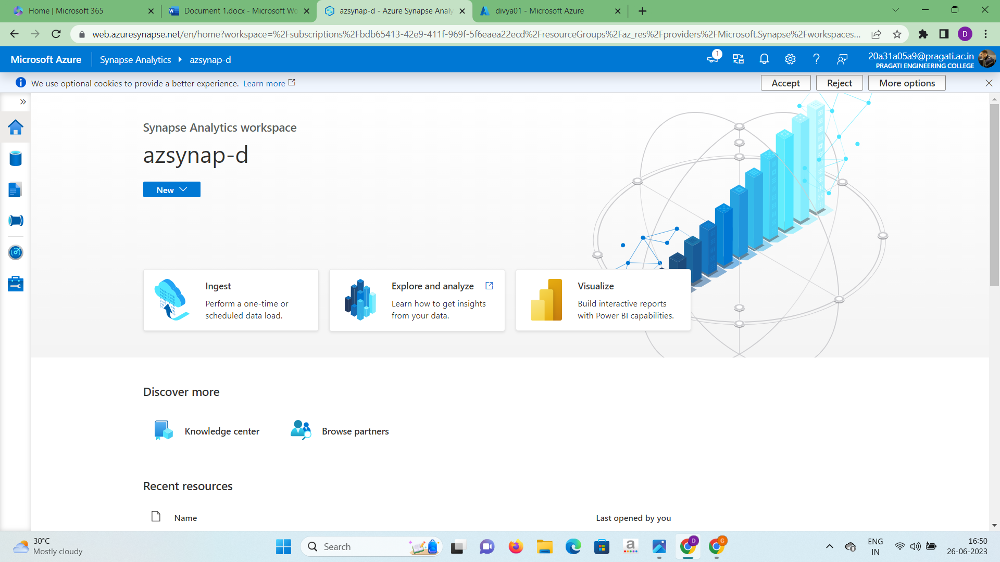 Home | Microsoft 365
Document 1.docx - Microsoft Wo
azsynap-d - Azure Synapse Analy
divya01 - Microsoft Azure
web.azuresynapse.net/en/home?workspace=%2Fsubscriptions%2Fbdb65413-42e9-411f-969f-5f6eaea22ecd%2FresourceGroups%2Faz_res%2Fproviders%2FMicrosoft.Synapse%2Fworkspaces...
D
Microsoft Azure
Synapse Analytics
azsynap-d
1
20a31a05a9@pragati.ac.in
PRAGATI ENGINEERING COLLEGE
We use optional cookies to provide a better experience. Learn more
Accept
Reject
More options
Synapse Analytics workspace
azsynap-d
New
Ingest
Perform a one-time or
scheduled data load.
Explore and analyze
Learn how to get insights
from your data.
Visualize
Build interactive reports
with Power BI capabilities.
Discover more
Knowledge center
Browse partners
Recent resources
Name
Last opened by you
30°C
Mostly cloudy
Search
a
D
G
ENG
IN
16:50
26-06-2023